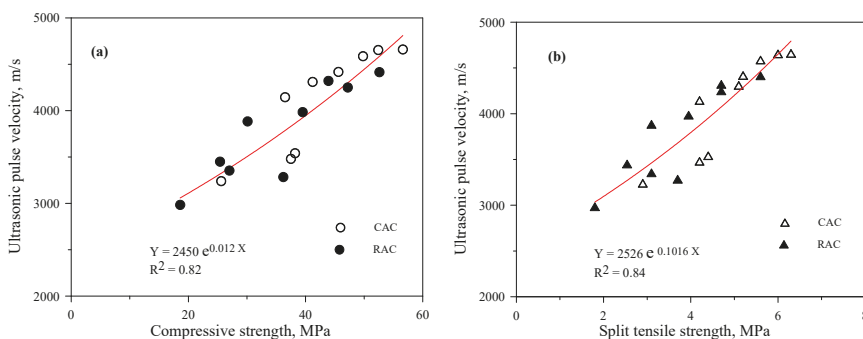 5000
4000
3000
2000
0
20
40
60
Ultrasonic pulse velocity, m/s
Compressive strength, MPa
(a)
CAC
RAC
Y = 2450 e0.012 X
R2 = 0.82
5000
4000
3000
2000
0
2
4
6
8
Ultrasonic pulse velocity, m/s
Split tensile strength, MPa
(b)
CAC
RAC
Y = 2526 e 0.1016 X
R2 = 0.84